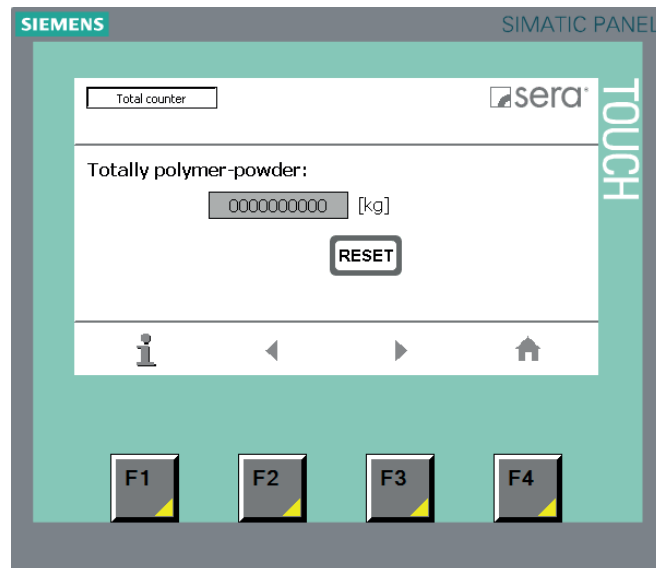 SIEMENS
SIMATIC PANEL
TOUCH
Total counter
sera
Totally polymer-powder:
0000000000 [kg]
RESET
F1 F2 F3 F4